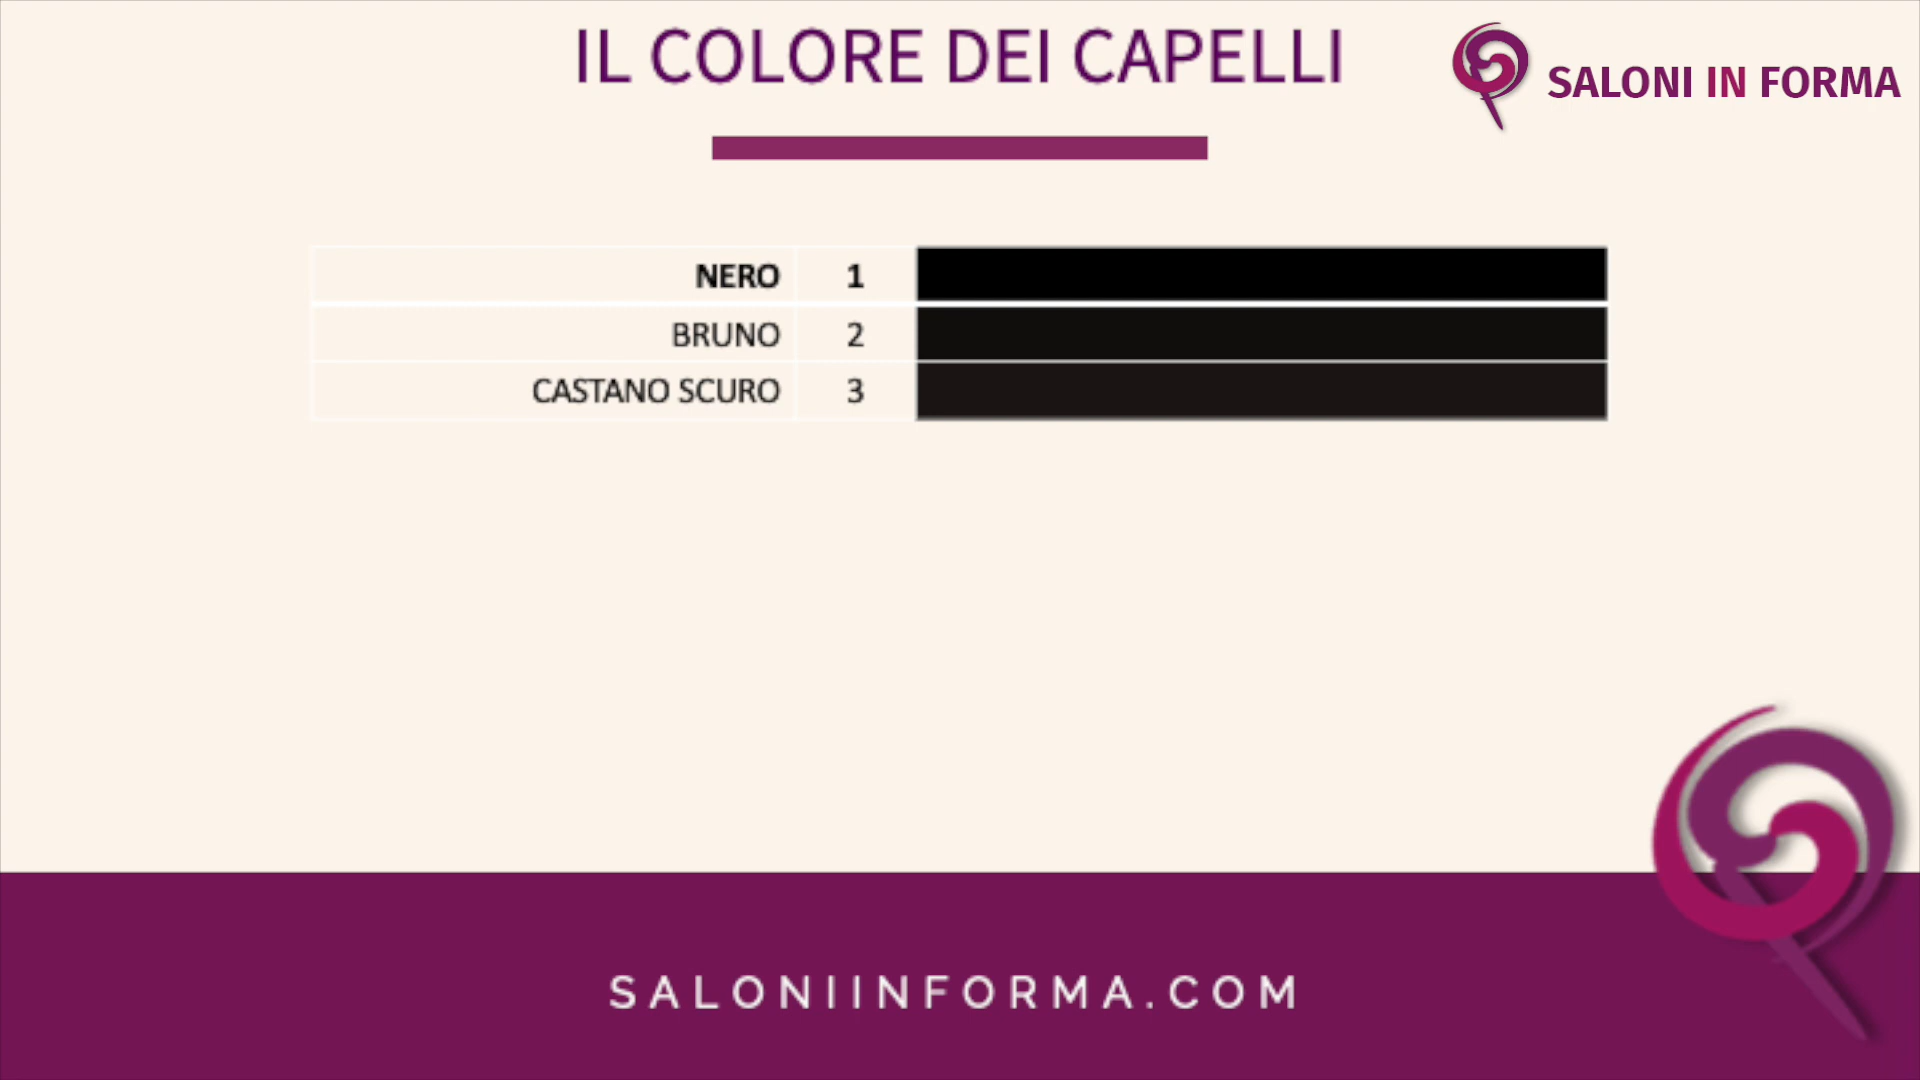 IL COLORE DEI CAPELLI
SALONI IN FORMA
NERO 1
BRUNO 2
CASTANO SCURO 3
SALONIINFORMA.COM